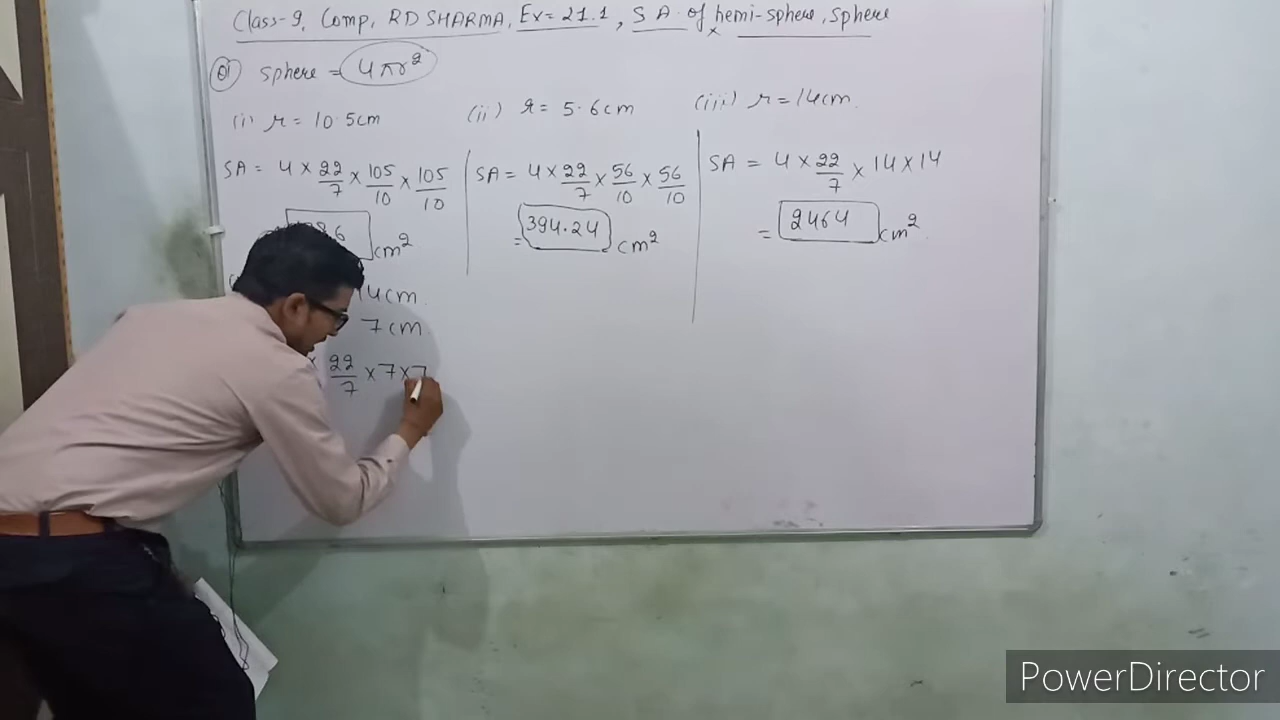 Class-9, Comp, RD SHARMA, Ex=21.1, S A of hemi-sphere, Sphere
Q1 sphere = 4πr²
(i) r = 10.5cm
(ii) r = 5.6cm
(iii) r = 14cm.
SA = 4 × 22/7 × 105/10 × 105/10
86 cm²
SA = 4 × 22/7 × 56/10 × 56/10
= 394.24 cm²
SA = 4 × 22/7 × 14 × 14
= 2464 cm².
14cm.
7cm
× 22/7 × 7 × 7
PowerDirector